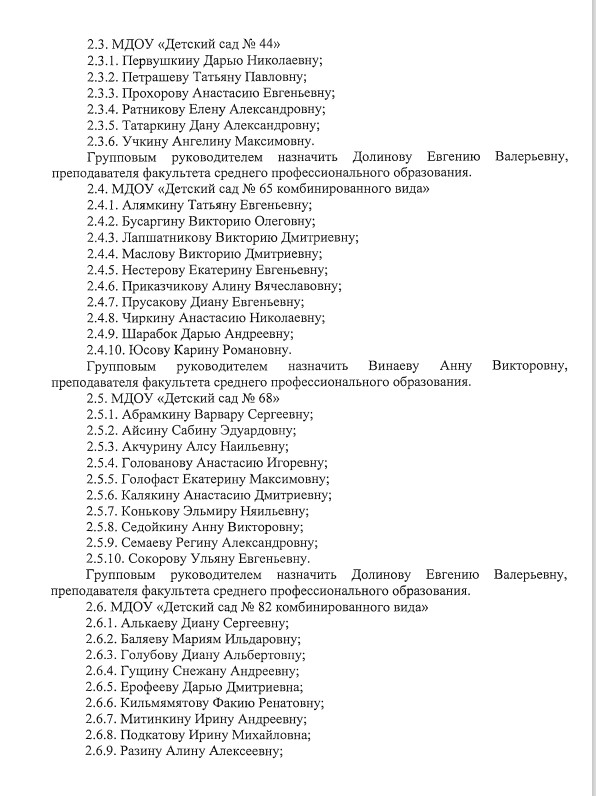 2.3. МДОУ «Детский сад № 44»
2.3.1. Первушкииу Дарью Николаевну;
2.3.2. Петрашеву Татьяну Павловну;
2.3.3. Прохорову Анастасию Евгеньевну;
2.3.4. Ратникову Елену Александровну;
2.3.5. Татаркину Дану Александровну;
2.3.6. Учкину Ангелину Максимовну.
Групповым руководителем назначить Долинову Евгению Валерьевну,
преподавателя факультета среднего профессионального образования.
2.4. МДОУ «Детский сад № 65 комбинированного вида»
2.4.1. Алямкину Татьяну Евгеньевну;
2.4.2. Бусаргину Викторию Олеговну;
2.4.3. Лапшатникову Викторию Дмитриевну;
2.4.4. Маслову Викторию Дмитриевну;
2.4.5. Нестерову Екатерину Евгеньевну;
2.4.6. Приказчикову Алину Вячеславовну;
2.4.7. Прусакову Диану Евгеньевну;
2.4.8. Чиркину Анастасию Николаевну;
2.4.9. Шарабок Дарью Андреевну;
2.4.10. Юсову Карину Романовну.
Групповым руководителем назначить Винаеву Анну Викторовну,
преподавателя факультета среднего профессионального образования.
2.5. МДОУ «Детский сад № 68»
2.5.1. Абрамкину Варвару Сергеевну;
2.5.2. Айсину Сабину Эдуардовну;
2.5.3. Акчурину Алсу Наильевну;
2.5.4. Голованову Анастасию Игоревну;
2.5.5. Голофаст Екатерину Максимовну;
2.5.6. Калякину Анастасию Дмитриевну;
2.5.7. Конькову Эльмиру Няильевну;
2.5.8. Седойкину Анну Викторовну;
2.5.9. Семаеву Регину Александровну;
2.5.10. Сокорову Ульяну Евгеньевну.
Групповым руководителем назначить Долинову Евгению Валерьевну,
преподавателя факультета среднего профессионального образования.
2.6. МДОУ «Детский сад № 82 комбинированного вида»
2.6.1. Алькаеву Диану Сергеевну;
2.6.2. Баляеву Мариям Ильдаровну;
2.6.3. Голубову Диану Альбертовну;
2.6.4. Гущину Снежану Андреевну;
2.6.5. Ерофееву Дарью Дмитриевна;
2.6.6. Кильмямятову Факию Ренатовну;
2.6.7. Митинкину Ирину Андреевну;
2.6.8. Подкатову Ирину Михайловна;
2.6.9. Разину Алину Алексеевну;